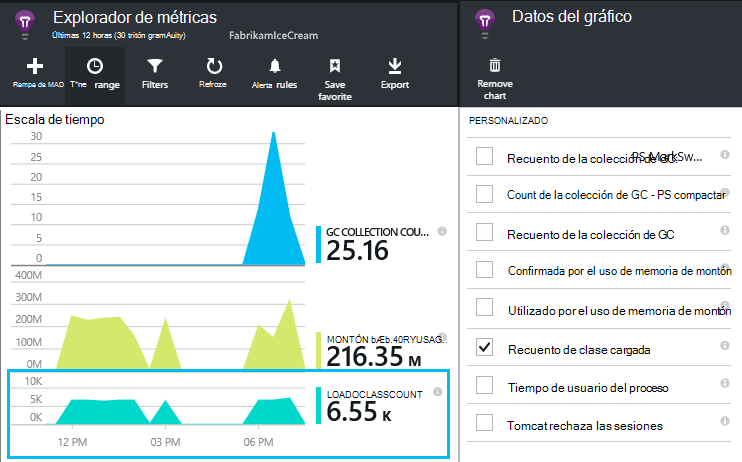 Explorador de métricas
Últimas 12 horas (30 tritón gramAuity)
FabrikamIceCream
Rampa de MAD
T*ne range
Filters
Refroze
Alerta rules
Save favorite
Export
Escala de tiempo
30
25
20
15
10
5
0
GC COLLECTION COU...
25.16
400M
300M
200M
100M
0M
MONTÓN bÆb.40RYUSAG..
216.35 M
10K
5K
0K
LOADOCLASSCOUNT
6.55 K
12 PM
03 PM
06 PM
Datos del gráfico
Remove
chart
PERSONALIZADO
Recuento de la colección de GC: PS MarkSw...
Count de la colección de GC - PS compactar
Recuento de la colección de GC
Confirmada por el uso de memoria de montón
Utilizado por el uso de memoria de montón
Recuento de clase cargada
Tiempo de usuario del proceso
Tomcat rechaza las sesiones